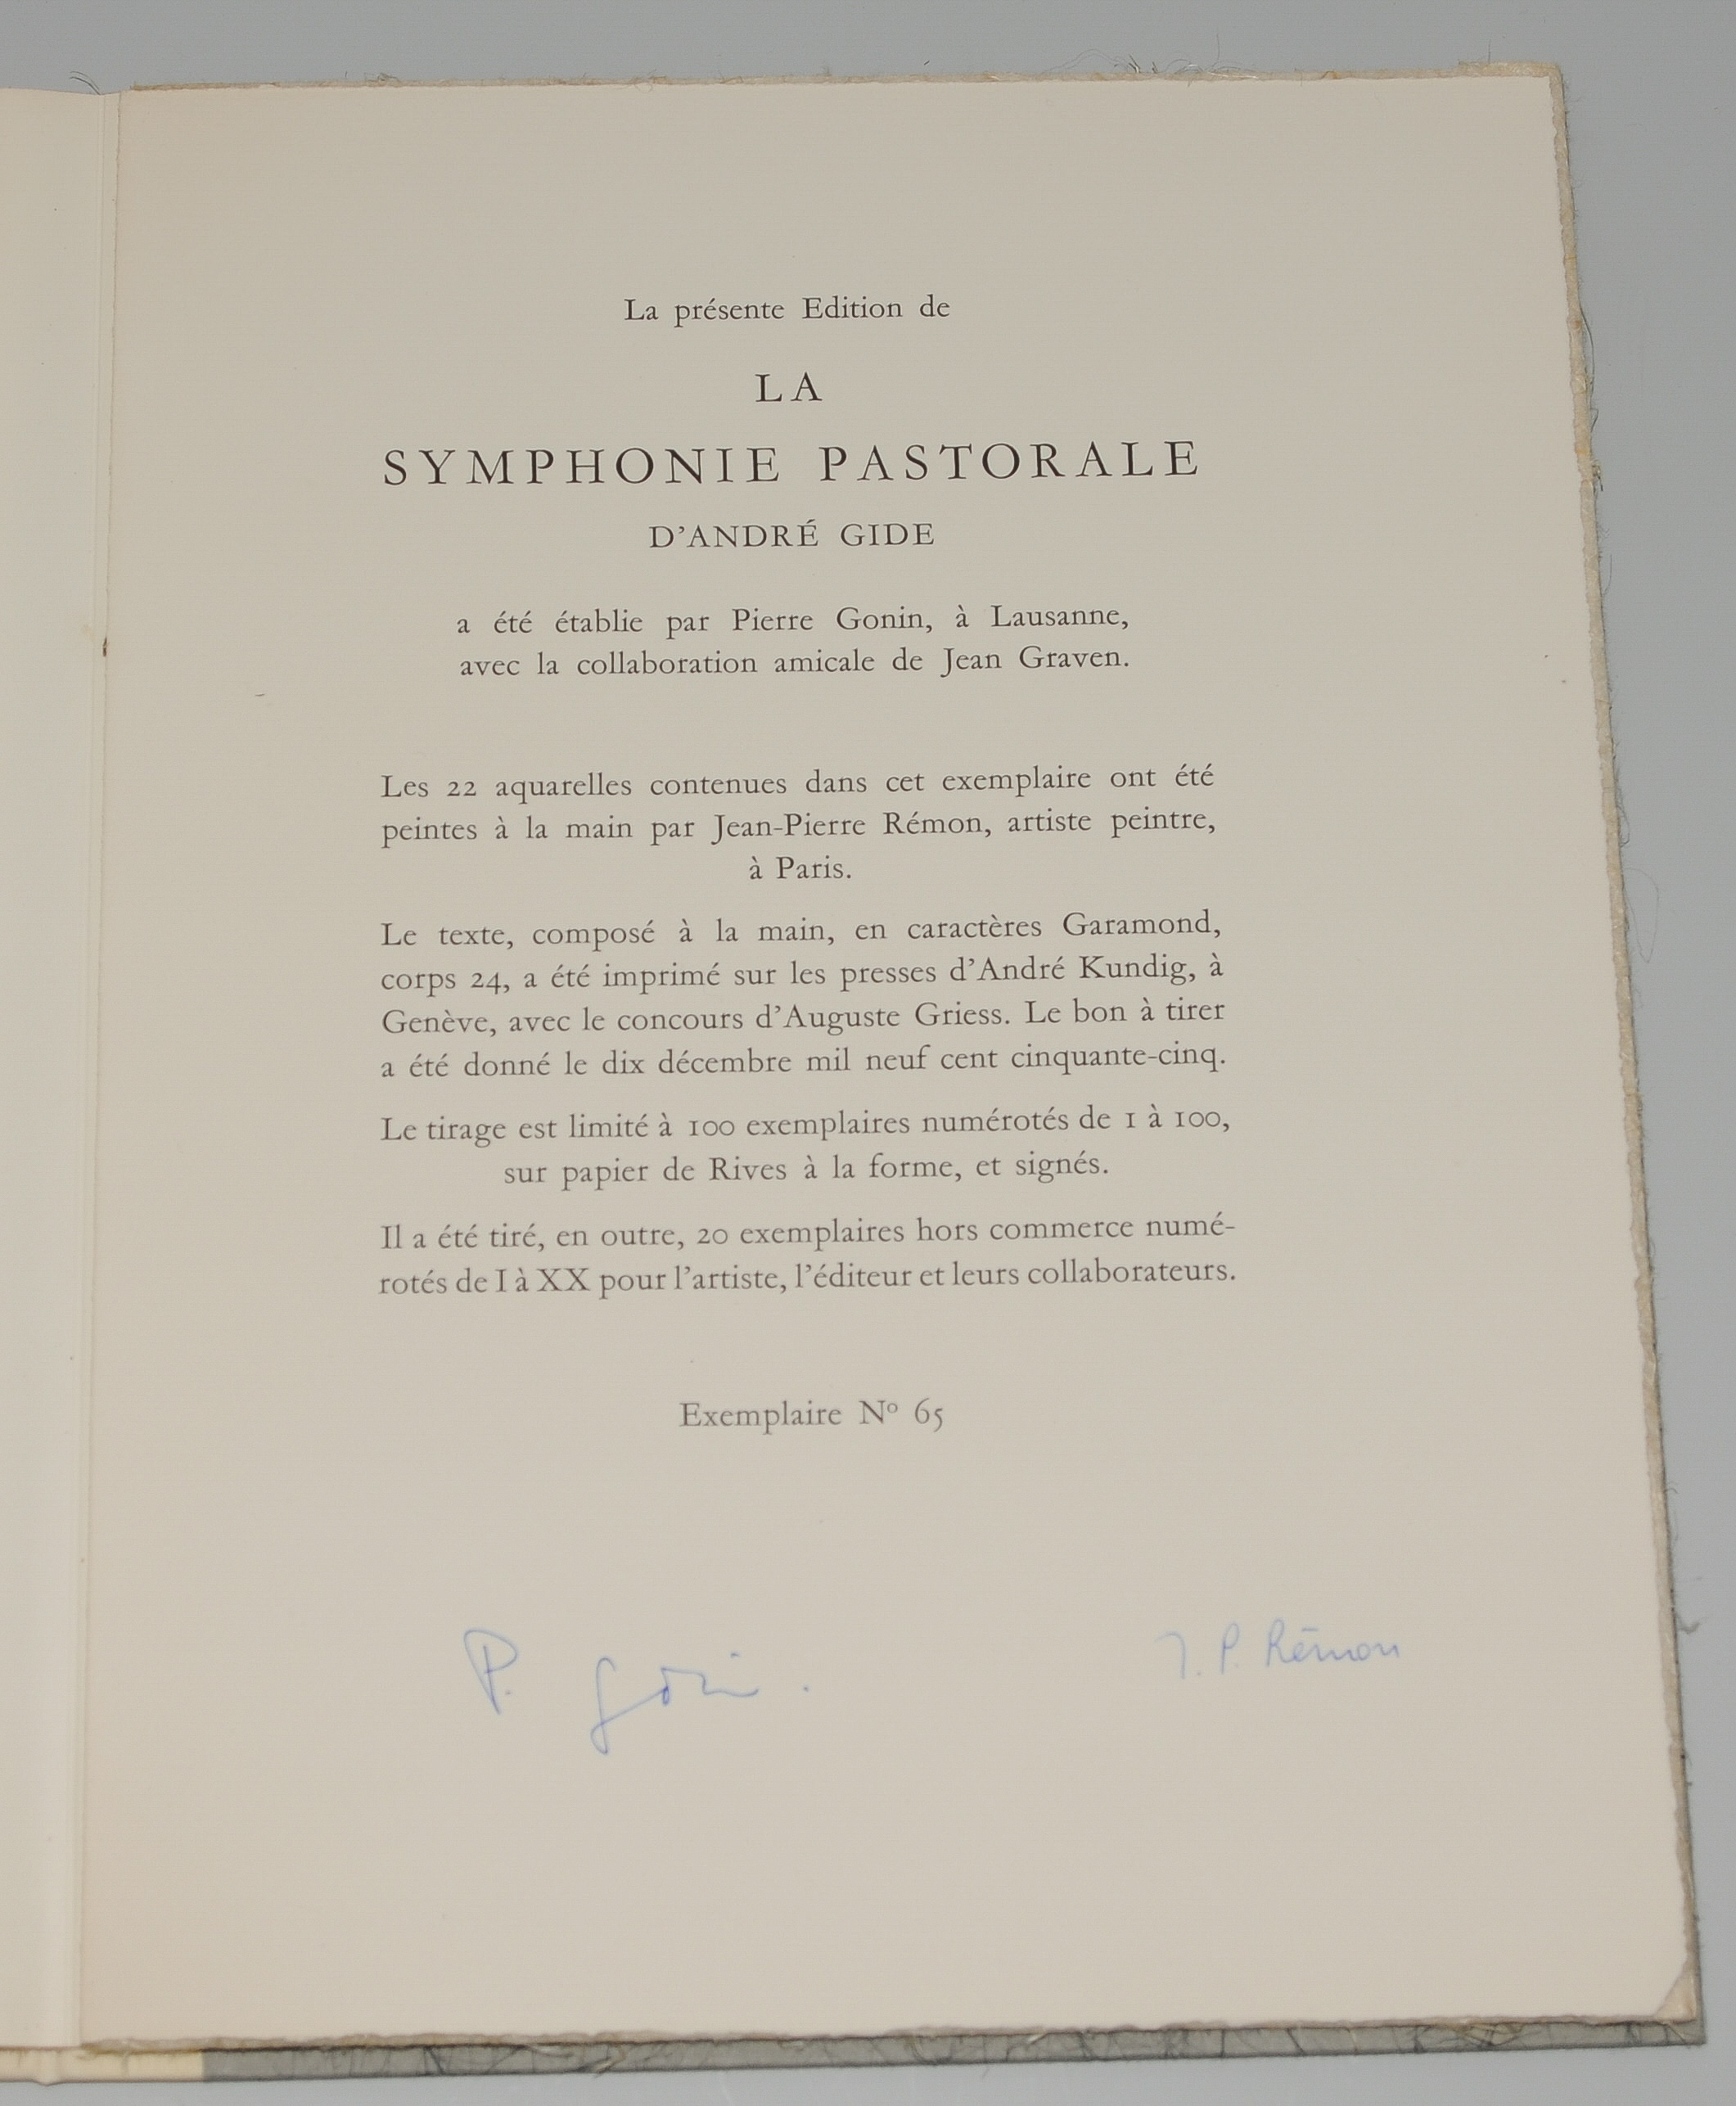 La présente Edition de
LA
SYMPHONIE PASTORALE
D'ANDRÉ GIDE
a été établie par Pierre Gonin, à Lausanne,
avec la collaboration amicale de Jean Graven.
Les 22 aquarelles contenues dans cet exemplaire ont été
peintes à la main par Jean-Pierre Rémon, artiste peintre,
à Paris.
Le texte, composé à la main, en caractères Garamond,
corps 24, a été imprimé sur les presses d'André Kundig, à
Genève, avec le concours d'Auguste Griess. Le bon à tirer
a été donné le dix décembre mil neuf cent cinquante-cinq.
Le tirage est limité à 100 exemplaires numérotés de 1 à 100,
sur papier de Rives à la forme, et signés.
Il a été tiré, en outre, 20 exemplaires hors commerce numé-
rotés de I à XX pour l'artiste, l'éditeur et leurs collaborateurs.
Exemplaire Nº 65
P. Gonin. J. P. Rémon